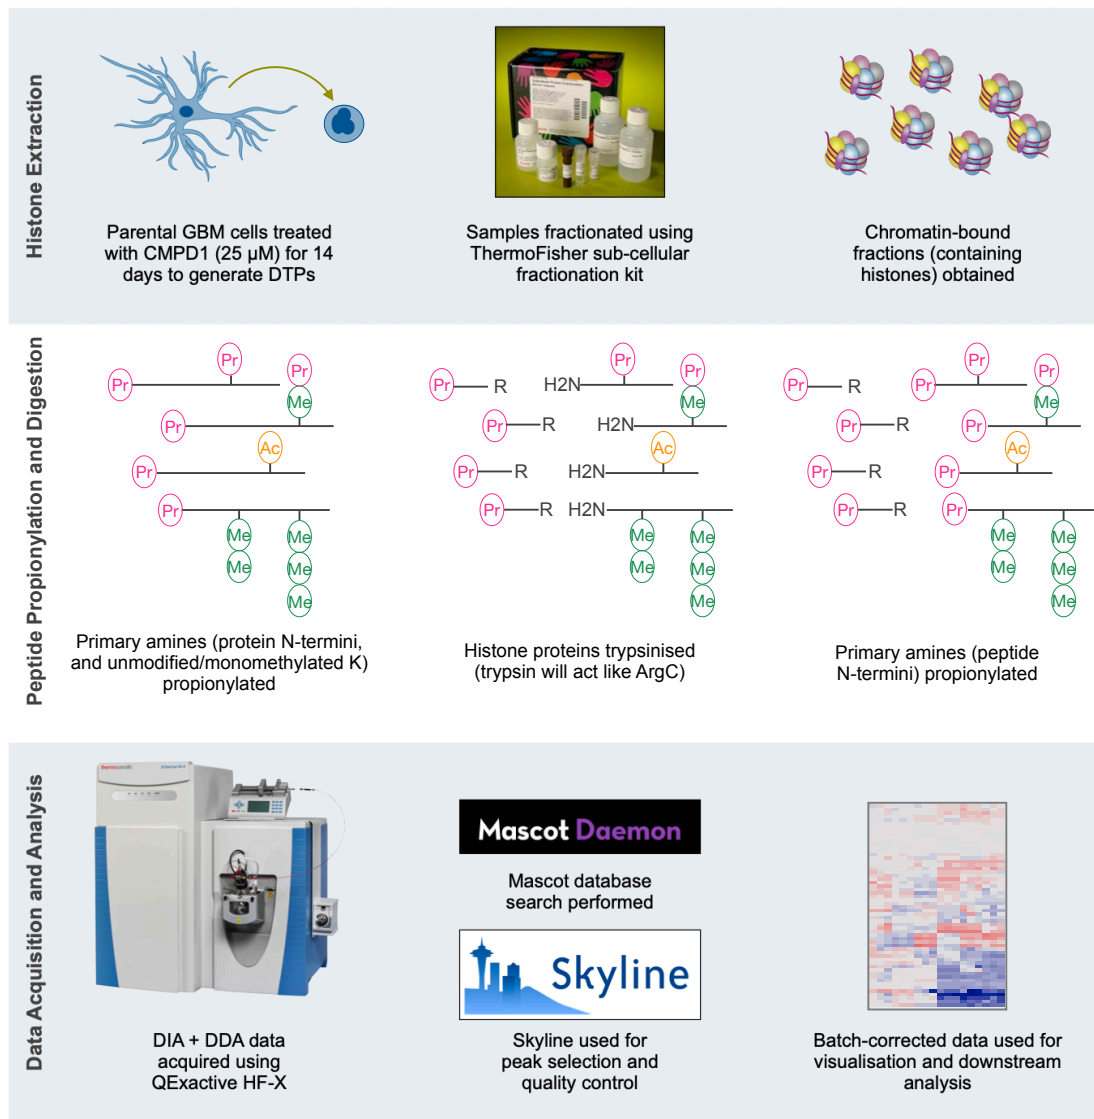 Histone Extraction
Parental GBM cells treated
with CMPD1 (25 µM) for 14
days to generate DTPs
Samples fractionated using
ThermoFisher sub-cellular
fractionation kit
Chromatin-bound
fractions (containing
histones) obtained
Peptide Propionylation and Digestion
Pr Pr Pr
Me
Pr
Ac
Pr
Pr
Me Me
Me Me
Me
Primary amines (protein N-termini,
and unmodified/monomethylated K)
propionylated
Pr R H2N Pr Pr
Me
Pr R H2N
Ac
Pr R H2N
Pr R H2N
Me Me
Me Me
Me
Histone proteins trypsinised
(trypsin will act like ArgC)
Pr R Pr Pr Pr
Me
Pr R Pr
Ac
Pr R Pr
Pr R Pr
Me Me
Me Me
Me
Primary amines (peptide
N-termini) propionylated
Data Acquisition and Analysis
thermoscientific
DIA + DDA data
acquired using
QExactive HF-X
Mascot Daemon
Mascot database
search performed
Skyline
Skyline used for
peak selection and
quality control
Batch-corrected data used for
visualisation and downstream
analysis